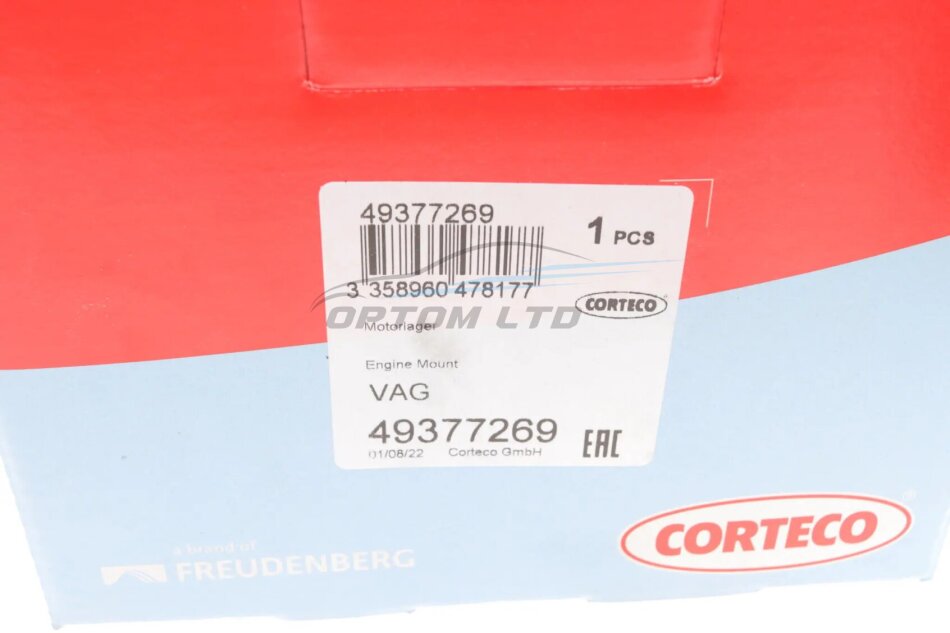 49377269
1 PCS
3 358960 478177
CORTECO
OPTOM LTD
Motorlager
Engine Mount
VAG
49377269
EAC
01/08/22 Corteco GmbH
CORTECO®
a brand of
FREUDENBERG